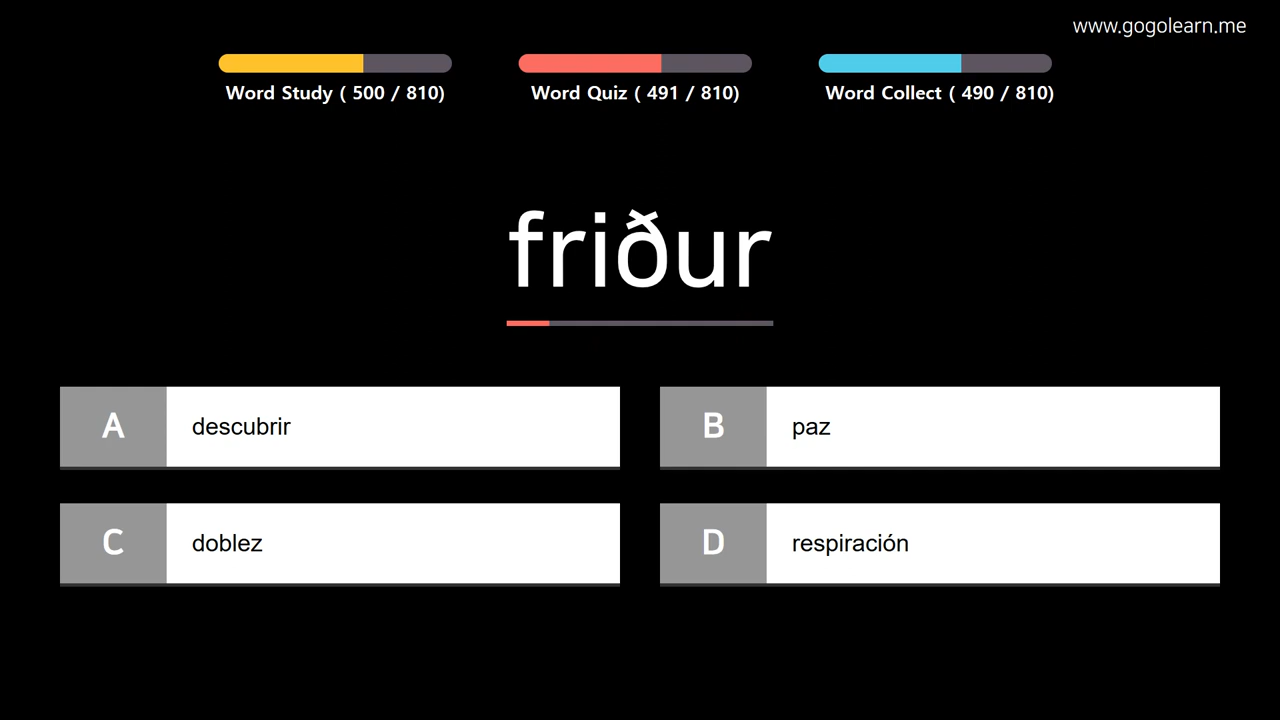 www.gogolearn.me
Word Study ( 500 / 810)
Word Quiz ( 491 / 810)
Word Collect ( 490 / 810)
friður
A descubrir
B paz
C doblez
D respiración